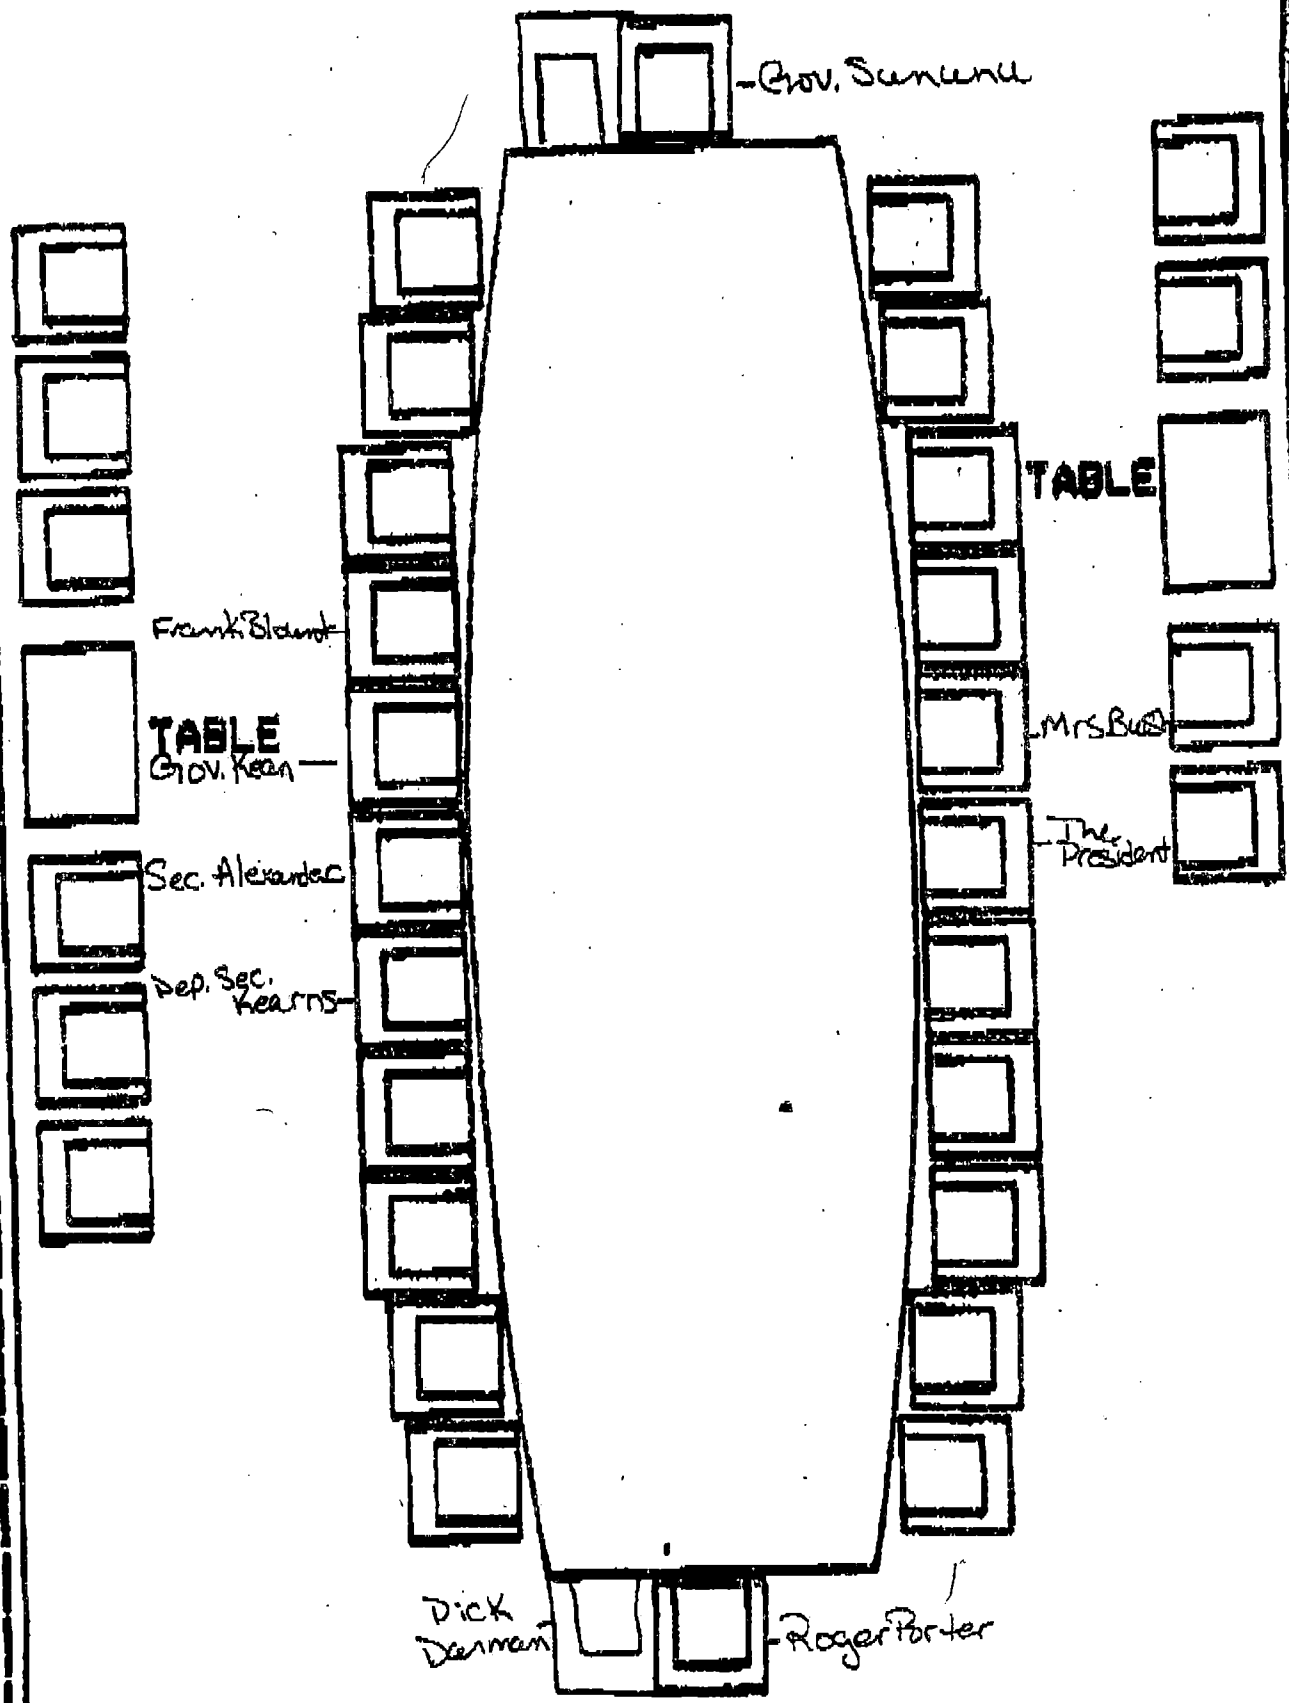 Gov. Sununu
TABLE
Frank Blount
TABLE
Gov. Kean
Mrs Bush
The
President
Sec. Alexander
Dep. Sec.
Kearns
Dick
Darman
Roger Porter